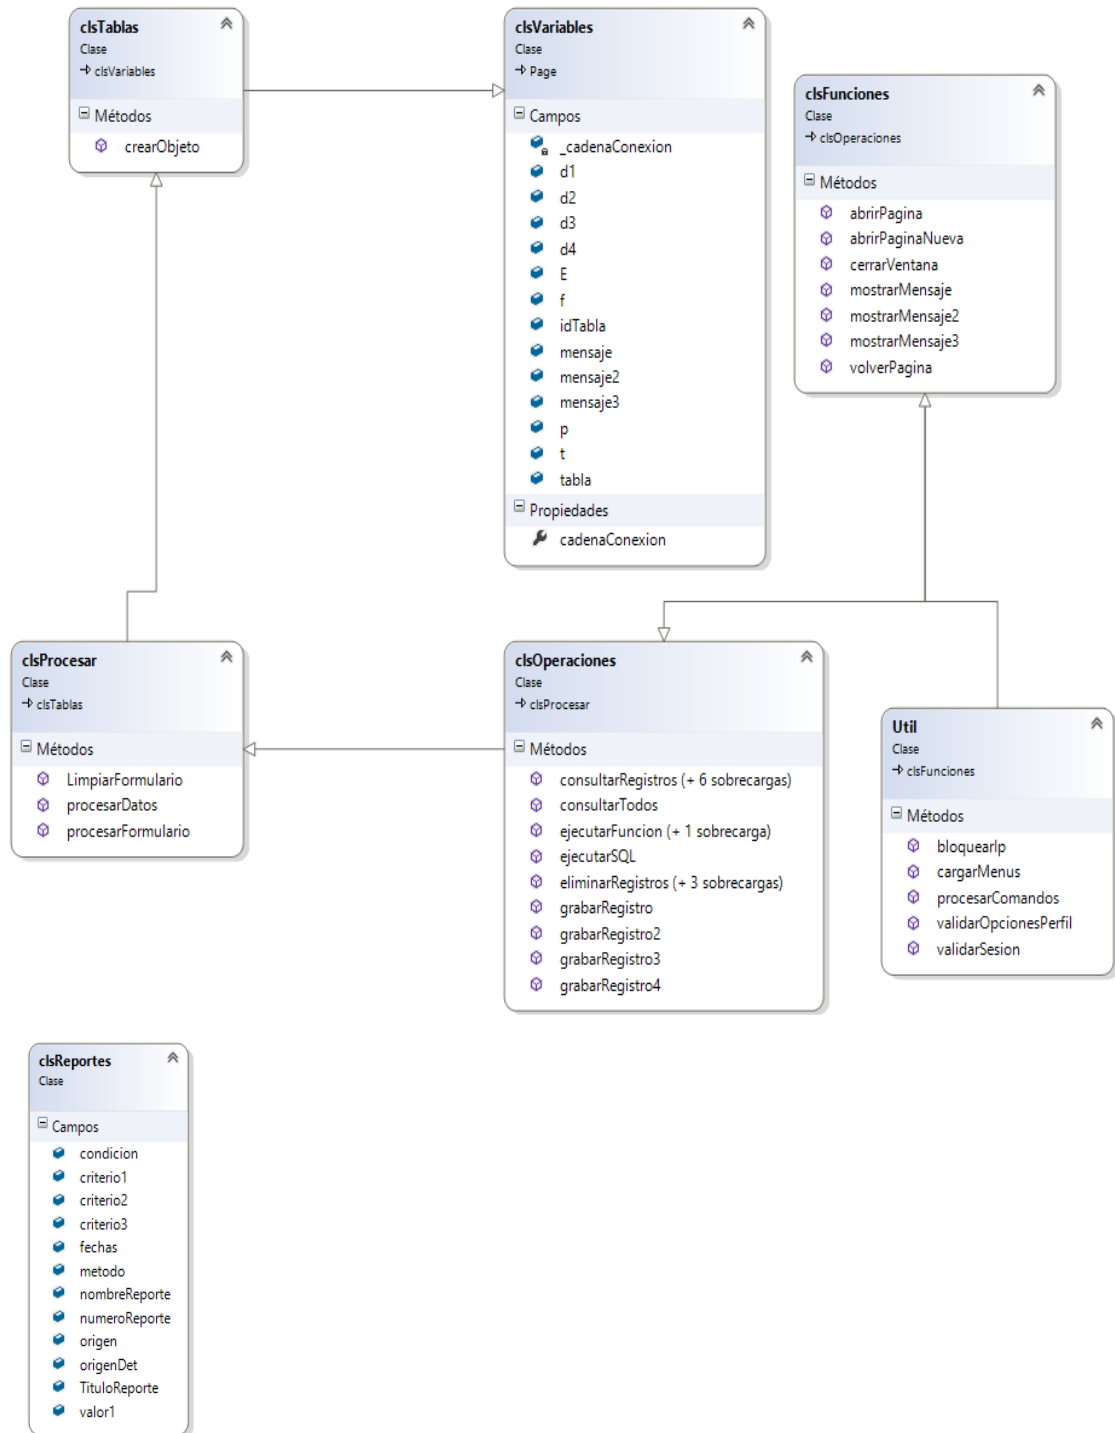 clsTablas
Clase
clsVariables
Métodos
crearObjeto
clsVariables
Clase
Page
Campos
_cadenaConexion
d1
d2
d3
d4
E
f
idTabla
mensaje
mensaje2
mensaje3
p
t
tabla
Propiedades
cadenaConexion
clsFunciones
Clase
clsOperaciones
Métodos
abrirPagina
abrirPaginaNueva
cerrarVentana
mostrarMensaje
mostrarMensaje2
mostrarMensaje3
volverPagina
clsProcesar
Clase
clsTablas
Métodos
LimpiarFormulario
procesarDatos
procesarFormulario
clsOperaciones
Clase
clsProcesar
Métodos
consultarRegistros (+ 6 sobrecargas)
consultarTodos
ejecutarFuncion (+ 1 sobrecarga)
ejecutarSQL
eliminarRegistros (+ 3 sobrecargas)
grabarRegistro
grabarRegistro2
grabarRegistro3
grabarRegistro4
Util
Clase
clsFunciones
Métodos
bloquearIp
cargarMenus
procesarComandos
validarOpcionesPerfil
validarSesion
clsReportes
Clase
Campos
condicion
criterio1
criterio2
criterio3
fechas
metodo
nombreReporte
numeroReporte
origen
origenDet
TituloReporte
valor1